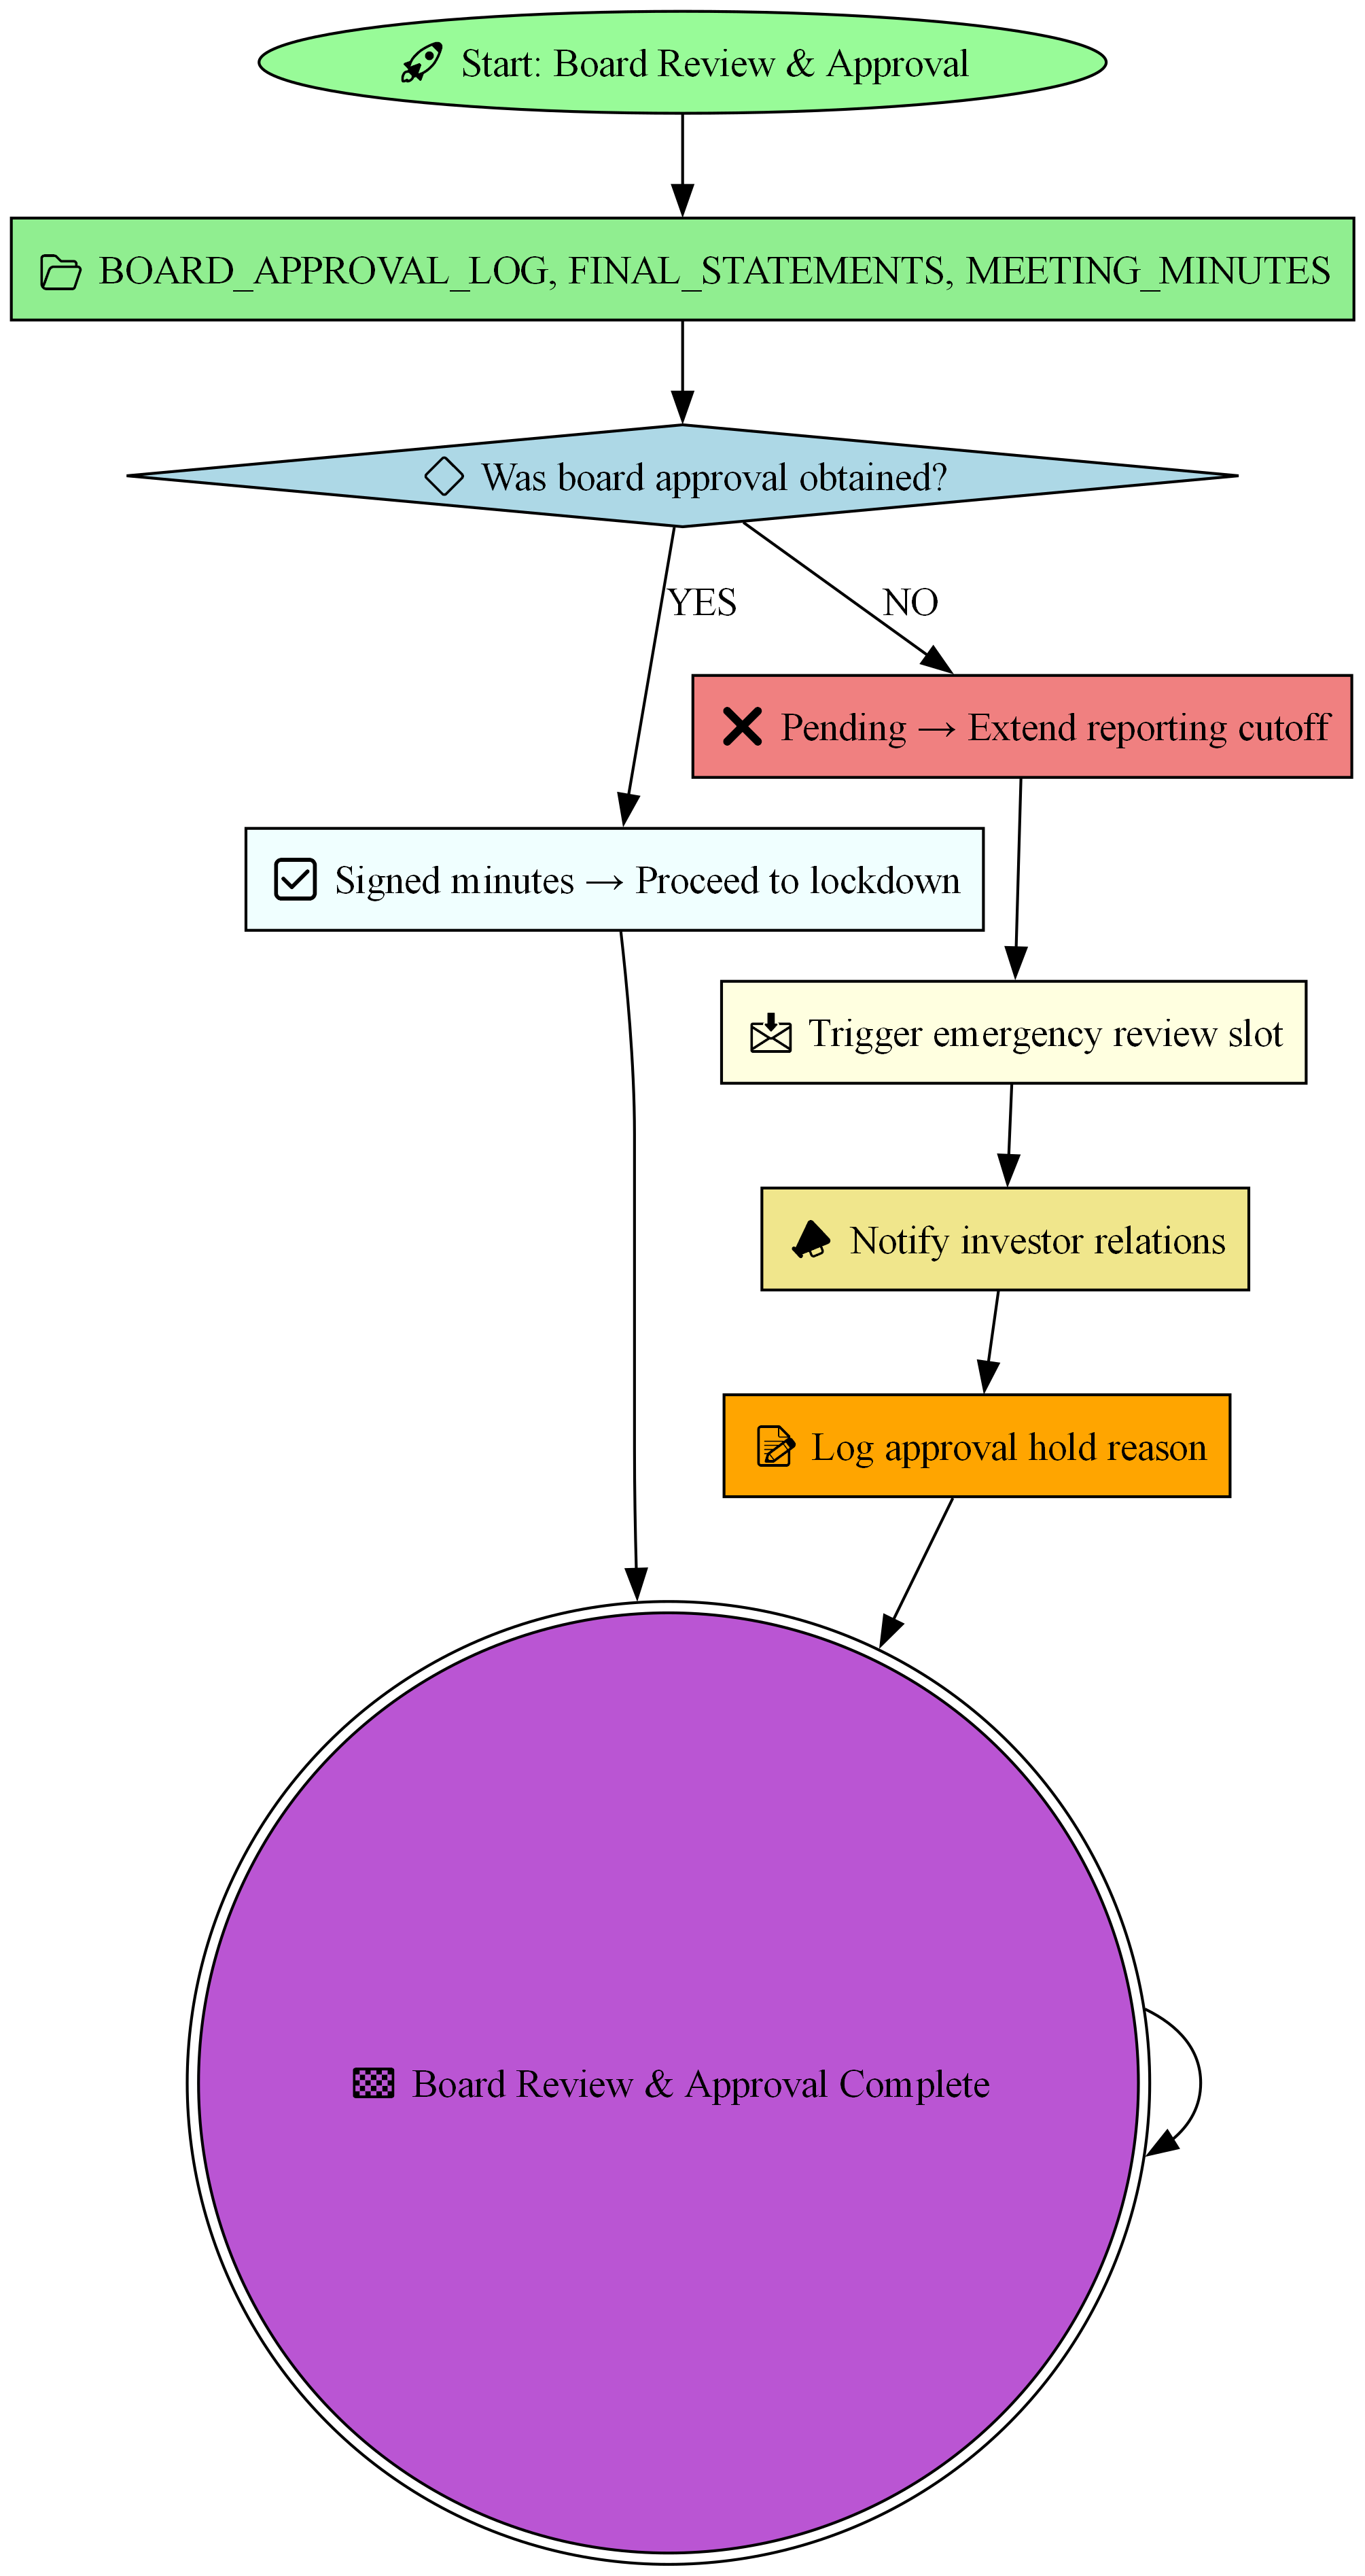 Start: Board Review & Approval
BOARD_APPROVAL_LOG, FINAL_STATEMENTS, MEETING_MINUTES
Was board approval obtained?
YES
NO
Pending → Extend reporting cutoff
Signed minutes → Proceed to lockdown
Trigger emergency review slot
Notify investor relations
Log approval hold reason
Board Review & Approval Complete